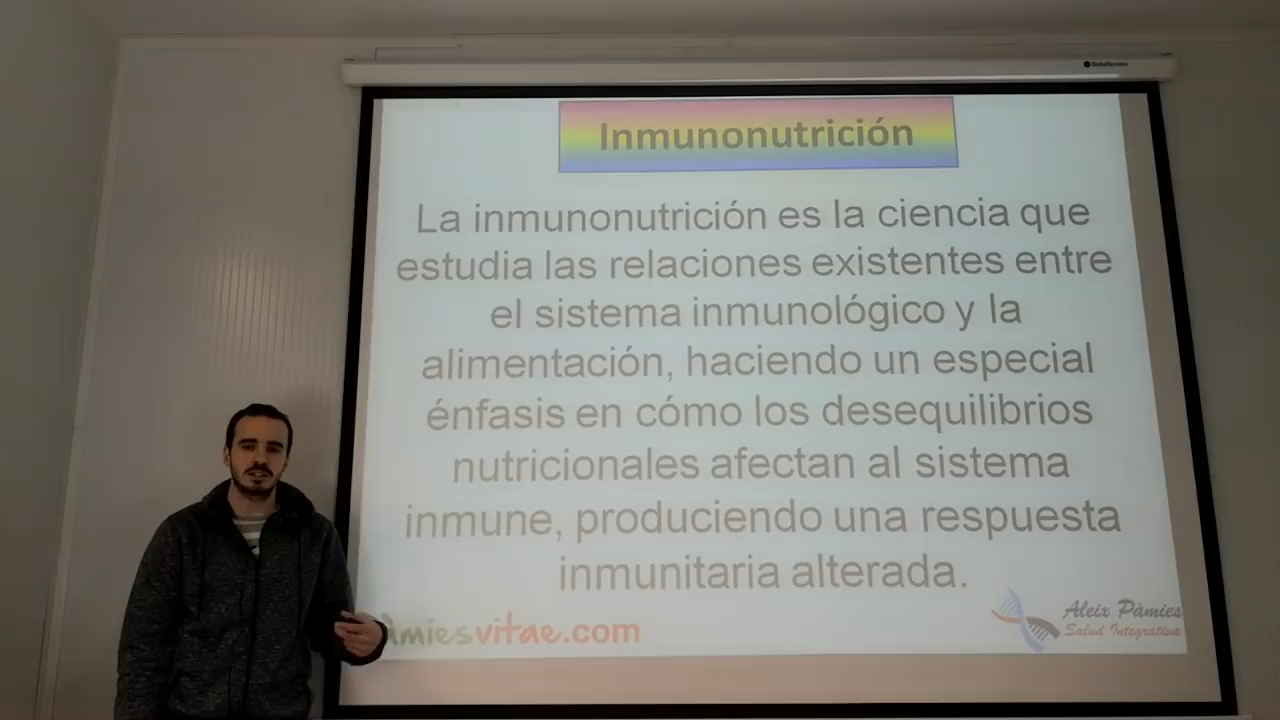 Inmunonutrición
La inmunonutrición es la ciencia que
estudia las relaciones existentes entre
el sistema inmunológico y la
alimentación, haciendo un especial
énfasis en cómo los desequilibrios
nutricionales afectan al sistema
inmune, produciendo una respuesta
inmunitaria alterada.
àmiesvitae.com
Aleix Pàmies
Salud Integrativa